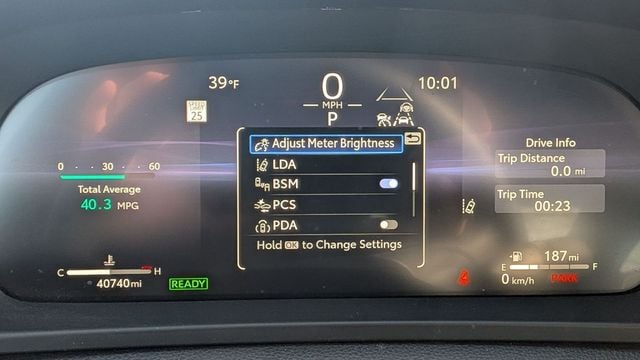 39°F
0
MPH
P
10:01
SPEED LIMIT 25
0 30 60
Total Average
40.3 MPG
C H
40740mi
READY
Adjust Meter Brightness
LDA
BSM
PCS
PDA
Hold OK to Change Settings
Drive Info
Trip Distance
0.0 mi
Trip Time
00:23
187mi
E F
0 km/h
PARK